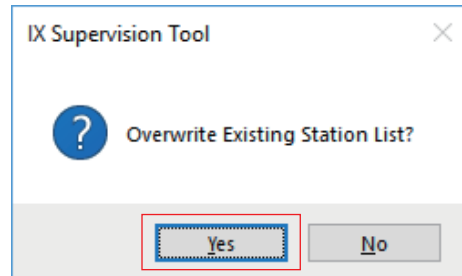 IX Supervision Tool
Overwrite Existing Station List?
Yes No